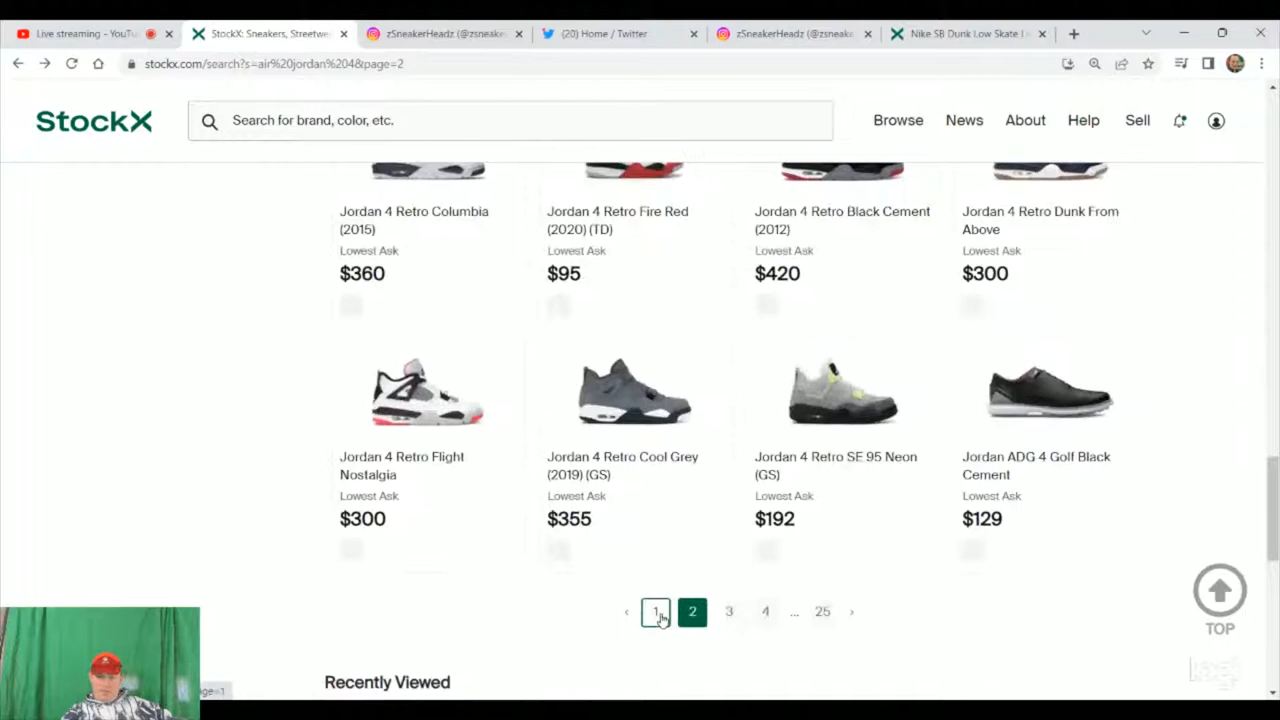 Live streaming - YouTu
StockX: Sneakers, Streetwe
zSneakerHeadz (@zsneake
(20) Home / Twitter
zSneakerHeadz (@zsneake
Nike SB Dunk Low Skate L
stockx.com/search?s=air%20jordan%204&page=2
StockX
Search for brand, color, etc.
Browse
News
About
Help
Sell
Jordan 4 Retro Columbia
(2015)
Lowest Ask
$360
Jordan 4 Retro Fire Red
(2020) (TD)
Lowest Ask
$95
Jordan 4 Retro Black Cement
(2012)
Lowest Ask
$420
Jordan 4 Retro Dunk From
Above
Lowest Ask
$300
Jordan 4 Retro Flight
Nostalgia
Lowest Ask
$300
Jordan 4 Retro Cool Grey
(2019) (GS)
Lowest Ask
$355
Jordan 4 Retro SE 95 Neon
(GS)
Lowest Ask
$192
Jordan ADG 4 Golf Black
Cement
Lowest Ask
$129
‹ 1 2 3 4 ... 25 ›
TOP
Recently Viewed
age=1